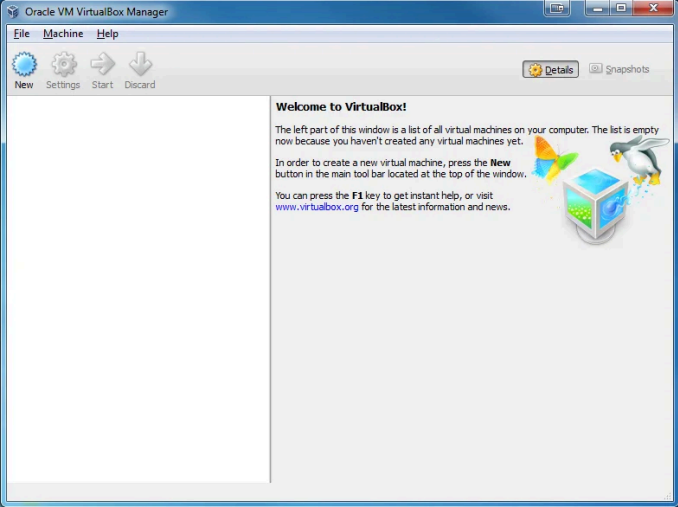 Oracle VM VirtualBox Manager
File Machine Help
New Settings Start Discard
Details Snapshots
Welcome to VirtualBox!
The left part of this window is a list of all virtual machines on your computer. The list is empty
now because you haven't created any virtual machines yet.
In order to create a new virtual machine, press the New
button in the main tool bar located at the top of the window.
You can press the F1 key to get instant help, or visit
www.virtualbox.org for the latest information and news.